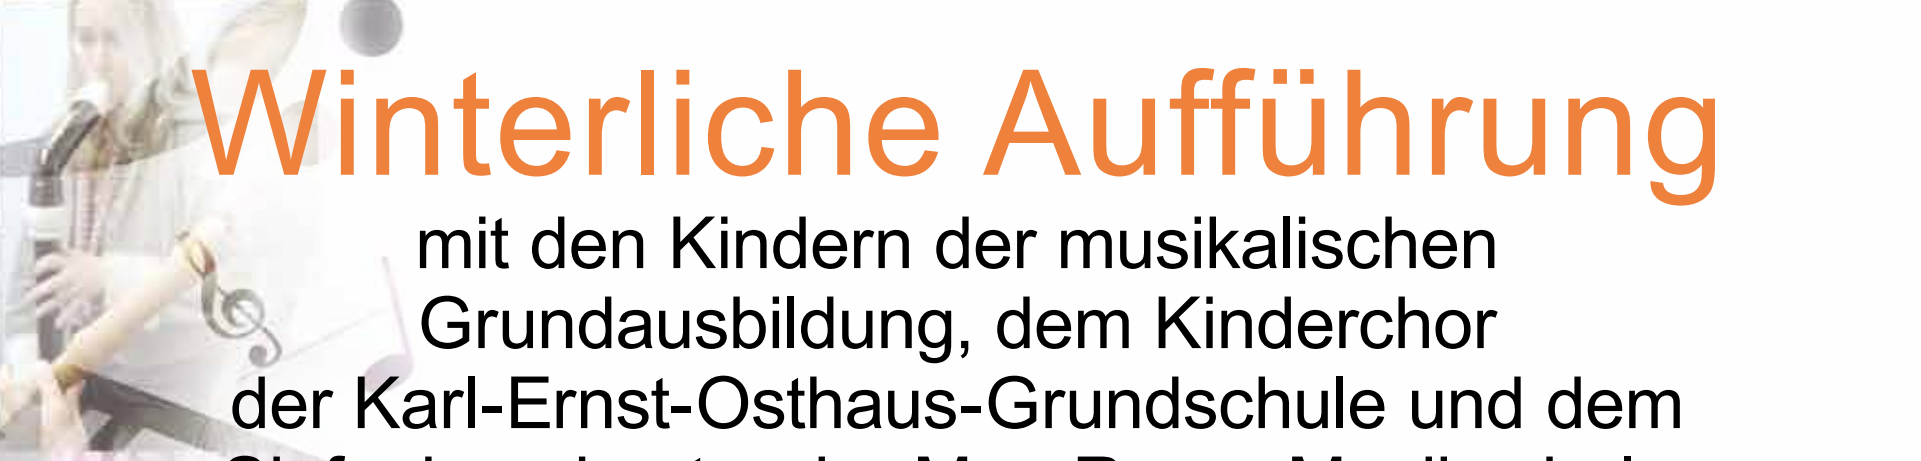 Winterliche Aufführung
mit den Kindern der musikalischen
Grundausbildung, dem Kinderchor
der Karl-Ernst-Osthaus-Grundschule und dem